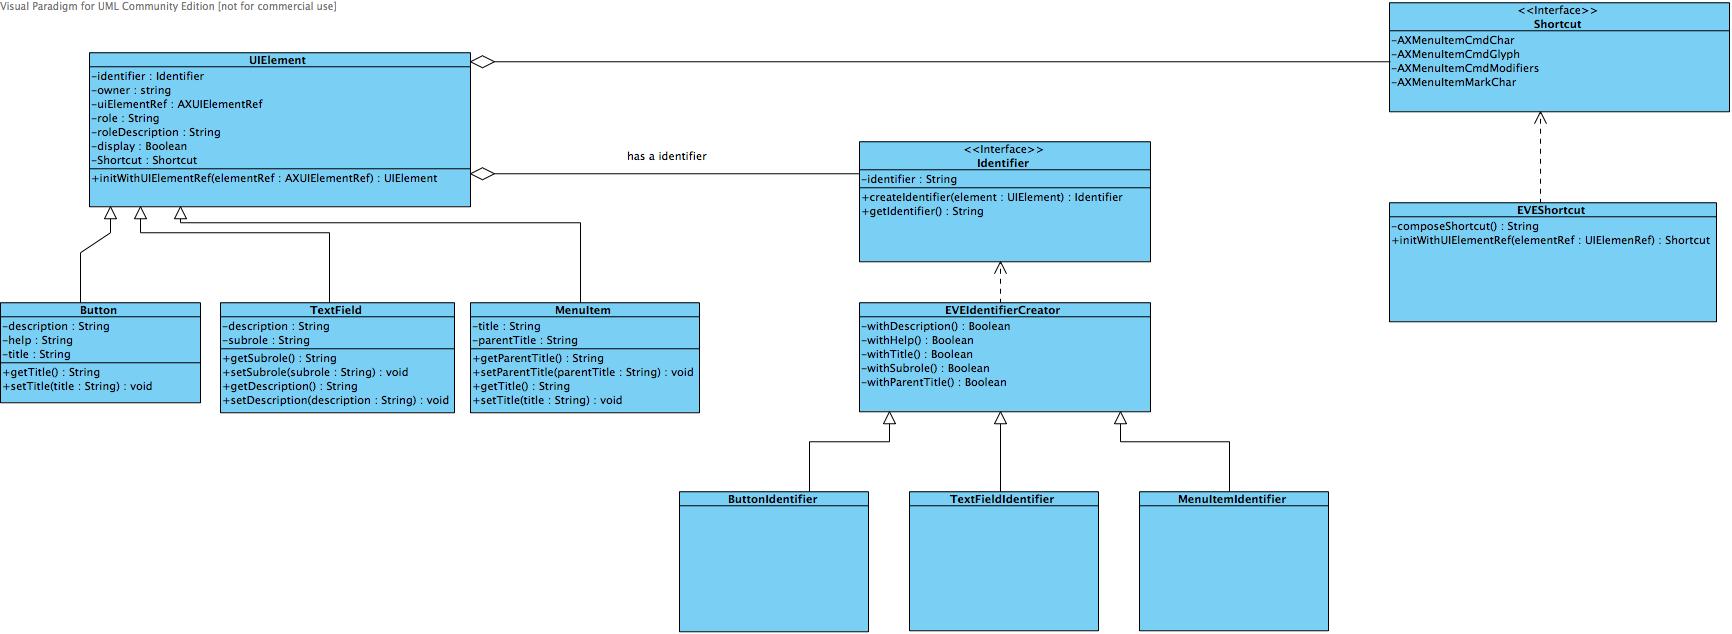 Visual Paradigm for UML Community Edition [not for commercial use]
<<Interface>>
Shortcut
-AXMenuItemCmdChar
-AXMenuItemCmdGlyph
-AXMenuItemCmdModifiers
-AXMenuItemMarkChar
UIElement
-identifier : Identifier
-owner : string
-uiElementRef : AXUIElementRef
-role : String
-roleDescription : String
-display : Boolean
-Shortcut : Shortcut
+initWithUIElementRef(elementRef : AXUIElementRef) : UIElement
has a identifier
<<Interface>>
Identifier
-identifier : String
+createIdentifier(element : UIElement) : Identifier
+getIdentifier() : String
EVEShortcut
-composeShortcut() : String
+initWithUIElementRef(elementRef : UIElemenRef) : Shortcut
Button
-description : String
-help : String
-title : String
+getTitle() : String
+setTitle(title : String) : void
TextField
-description : String
-subrole : String
+getSubrole() : String
+setSubrole(subrole : String) : void
+getDescription() : String
+setDescription(description : String) : void
MenuItem
-title : String
-parentTitle : String
+getParentTitle() : String
+setParentTitle(parentTitle : String) : void
+getTitle() : String
+setTitle(title : String) : void
EVEIdentifierCreator
-withDescription() : Boolean
-withHelp() : Boolean
-withTitle() : Boolean
-withSubrole() : Boolean
-withParentTitle() : Boolean
ButtonIdentifier
TextFieldIdentifier
MenuItemIdentifier